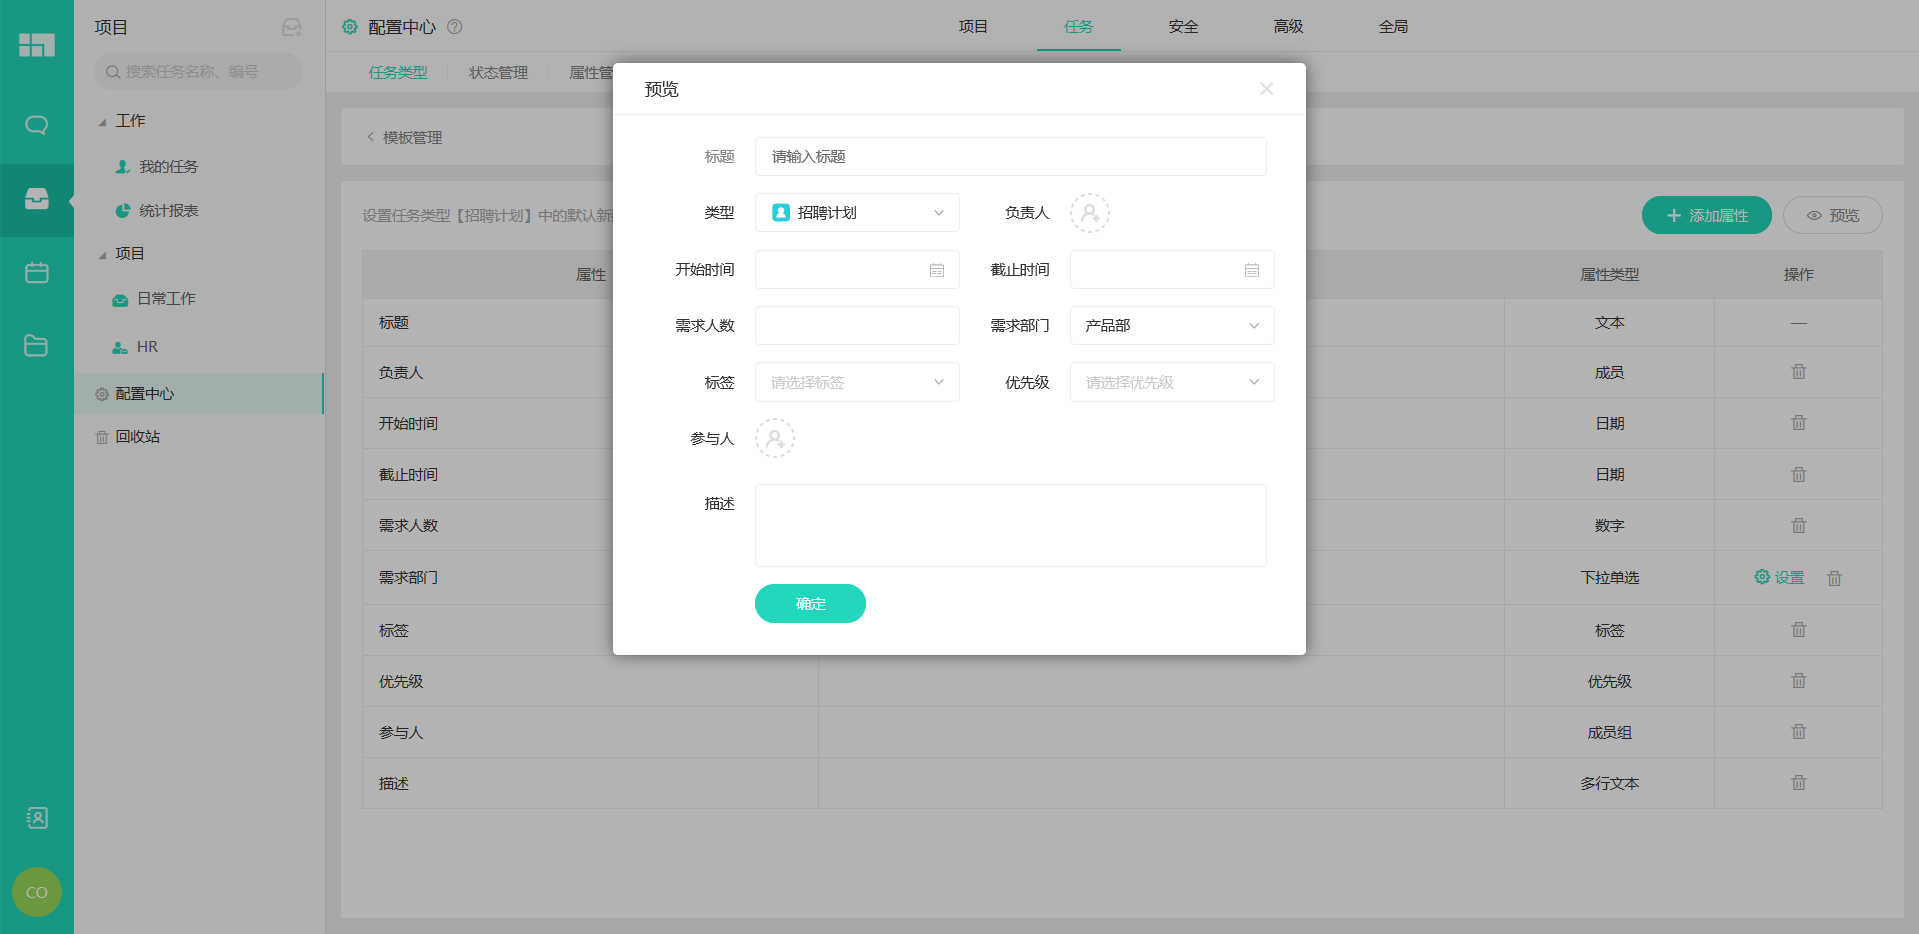 项目
搜索任务名称、编号
工作
我的任务
统计报表
项目
日常工作
HR
配置中心
回收站
CO
配置中心
项目 任务 安全 高级 全局
任务类型 状态管理 属性管
模板管理
设置任务类型【招聘计划】中的默认新
添加属性 预览
属性 属性类型 操作
标题 文本 —
负责人 成员
开始时间 日期
截止时间 日期
需求人数 数字
需求部门 下拉单选 设置
标签 标签
优先级 优先级
参与人 成员组
描述 多行文本
预览
标题 请输入标题
类型 招聘计划 负责人
开始时间 截止时间
需求人数 需求部门 产品部
标签 请选择标签 优先级 请选择优先级
参与人
描述
确定